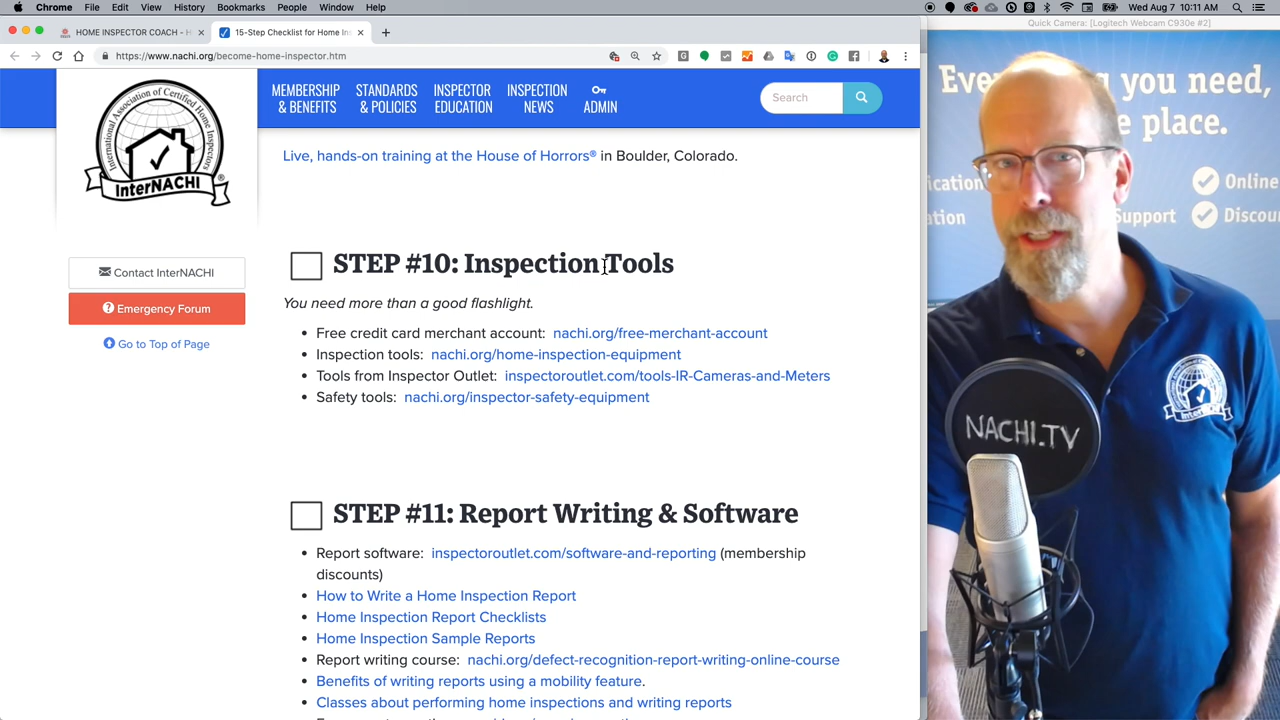 Chrome File Edit View History Bookmarks People Window Help
Wed Aug 7 10:11 AM
HOME INSPECTOR COACH - H
15-Step Checklist for Home In
Quick Camera: [Logitech Webcam C930e #2]
https://www.nachi.org/become-home-inspector.htm
International Association of Certified Home Inspectors
InterNACHI®
MEMBERSHIP & BENEFITS
STANDARDS & POLICIES
INSPECTOR EDUCATION
INSPECTION NEWS
ADMIN
Search
Contact InterNACHI
Emergency Forum
Go to Top of Page
Live, hands-on training at the House of Horrors® in Boulder, Colorado.
STEP #10: Inspection Tools
You need more than a good flashlight.
Free credit card merchant account: nachi.org/free-merchant-account
Inspection tools: nachi.org/home-inspection-equipment
Tools from Inspector Outlet: inspectoroutlet.com/tools-IR-Cameras-and-Meters
Safety tools: nachi.org/inspector-safety-equipment
STEP #11: Report Writing & Software
Report software: inspectoroutlet.com/software-and-reporting (membership
discounts)
How to Write a Home Inspection Report
Home Inspection Report Checklists
Home Inspection Sample Reports
Report writing course: nachi.org/defect-recognition-report-writing-online-course
Benefits of writing reports using a mobility feature.
Classes about performing home inspections and writing reports
you need,
place.
Online
Support
NACHI.TV
InterNACHI